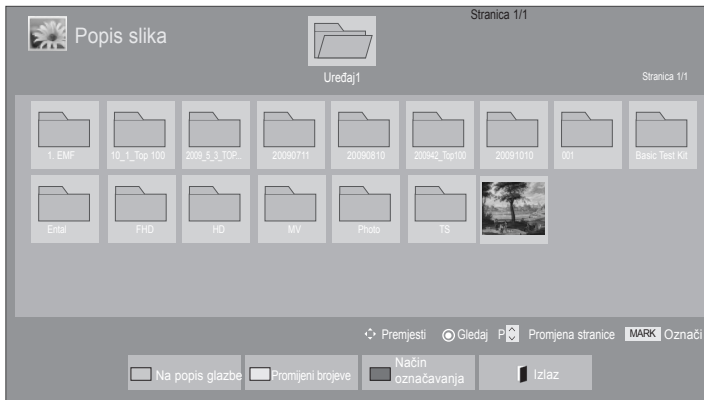 Stranica 1/1
Popis slika
Uređaj1
Stranica 1/1
1. EMF
10_1_Top 100
2009_5_3_TOP...
20090711
20090810
200942_Top100
20091010
001
Basic Test Kit
Ental
FHD
HD
MV
Photo
TS
Premjesti Gledaj P Promjena stranice MARK Označi
Na popis glazbe
Promijeni brojeve
Način
označavanja
Izlaz